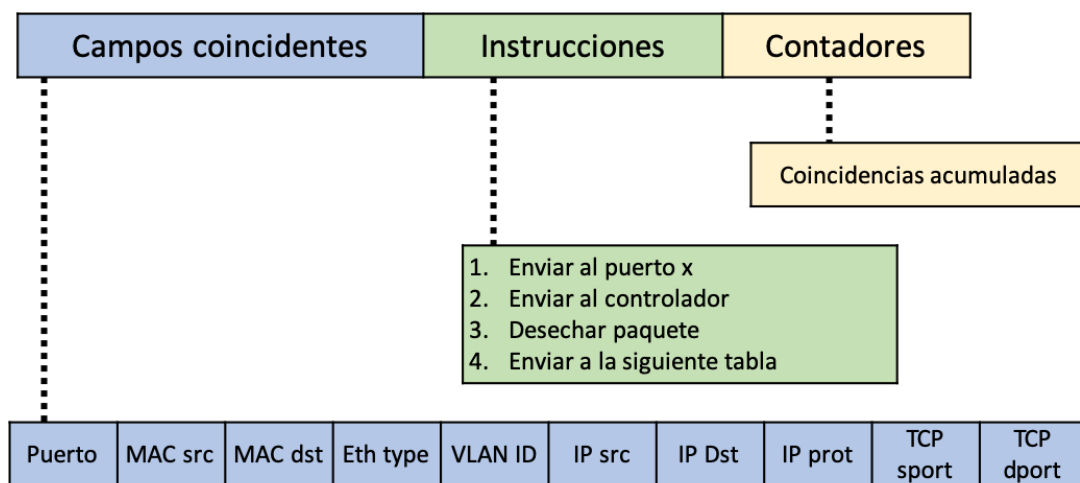 Campos coincidentes
Instrucciones
Contadores
Coincidencias acumuladas
1. Enviar al puerto x
2. Enviar al controlador
3. Desechar paquete
4. Enviar a la siguiente tabla
Puerto
MAC src
MAC dst
Eth type
VLAN ID
IP src
IP Dst
IP prot
TCP
sport
TCP
dport